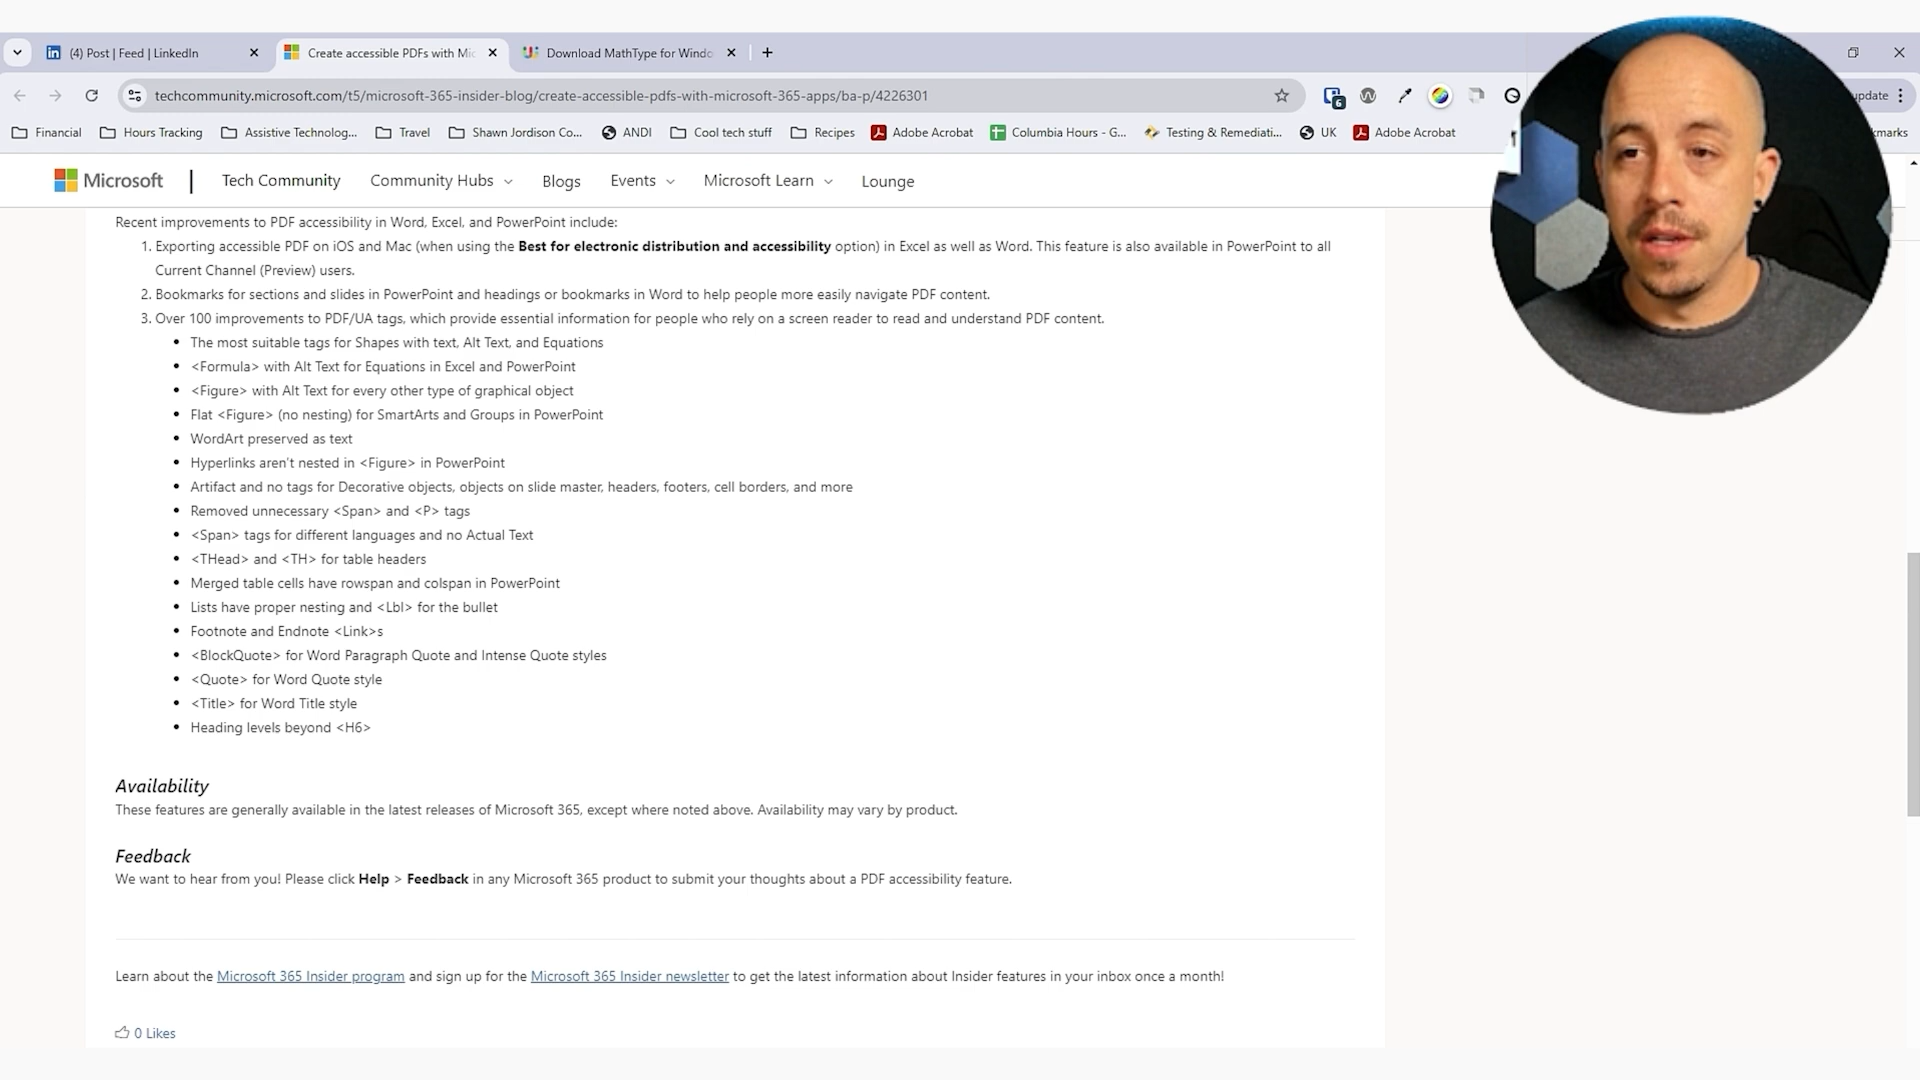 (4) Post | Feed | LinkedIn
Create accessible PDFs with Mic
Download MathType for Windo
techcommunity.microsoft.com/t5/microsoft-365-insider-blog/create-accessible-pdfs-with-microsoft-365-apps/ba-p/4226301
6
update
Financial
Hours Tracking
Assistive Technolog...
Travel
Shawn Jordison Co...
ANDI
Cool tech stuff
Recipes
Adobe Acrobat
Columbia Hours - G...
Testing & Remediati...
UK
Adobe Acrobat
Microsoft
Tech Community
Community Hubs
Blogs
Events
Microsoft Learn
Lounge
Recent improvements to PDF accessibility in Word, Excel, and PowerPoint include:
1. Exporting accessible PDF on iOS and Mac (when using the Best for electronic distribution and accessibility option) in Excel as well as Word. This feature is also available in PowerPoint to all
Current Channel (Preview) users.
2. Bookmarks for sections and slides in PowerPoint and headings or bookmarks in Word to help people more easily navigate PDF content.
3. Over 100 improvements to PDF/UA tags, which provide essential information for people who rely on a screen reader to read and understand PDF content.
• The most suitable tags for Shapes with text, Alt Text, and Equations
• <Formula> with Alt Text for Equations in Excel and PowerPoint
• <Figure> with Alt Text for every other type of graphical object
• Flat <Figure> (no nesting) for SmartArts and Groups in PowerPoint
• WordArt preserved as text
• Hyperlinks aren't nested in <Figure> in PowerPoint
• Artifact and no tags for Decorative objects, objects on slide master, headers, footers, cell borders, and more
• Removed unnecessary <Span> and <P> tags
• <Span> tags for different languages and no Actual Text
• <THead> and <TH> for table headers
• Merged table cells have rowspan and colspan in PowerPoint
• Lists have proper nesting and <Lbl> for the bullet
• Footnote and Endnote <Link>s
• <BlockQuote> for Word Paragraph Quote and Intense Quote styles
• <Quote> for Word Quote style
• <Title> for Word Title style
• Heading levels beyond <H6>
Availability
These features are generally available in the latest releases of Microsoft 365, except where noted above. Availability may vary by product.
Feedback
We want to hear from you! Please click Help > Feedback in any Microsoft 365 product to submit your thoughts about a PDF accessibility feature.
Learn about the Microsoft 365 Insider program and sign up for the Microsoft 365 Insider newsletter to get the latest information about Insider features in your inbox once a month!
0 Likes